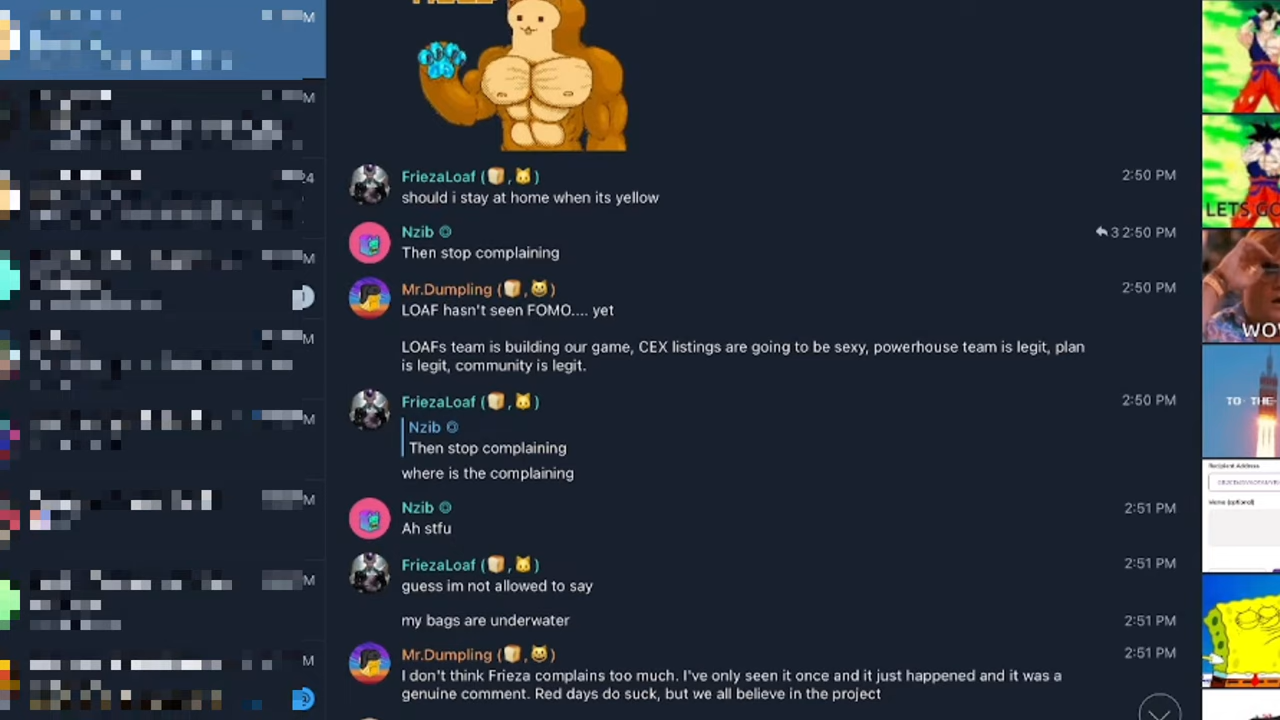 FriezaLoaf (🍞,🐱)
2:50 PM
should i stay at home when its yellow
Nzib
3 2:50 PM
Then stop complaining
Mr.Dumpling (🍞,😺)
2:50 PM
LOAF hasn't seen FOMO.... yet
LOAFs team is building our game, CEX listings are going to be sexy, powerhouse team is legit, plan
is legit, community is legit.
FriezaLoaf (🍞,🐱)
2:50 PM
Nzib
Then stop complaining
where is the complaining
Nzib
2:51 PM
Ah stfu
FriezaLoaf (🍞,🐱)
2:51 PM
guess im not allowed to say
my bags are underwater
2:51 PM
Mr.Dumpling (🍞,😺)
2:51 PM
I don't think Frieza complains too much. I've only seen it once and it just happened and it was a
genuine comment. Red days do suck, but we all believe in the project
LETS GO
WO
TO THE
Recipient Address
Memo (optional)